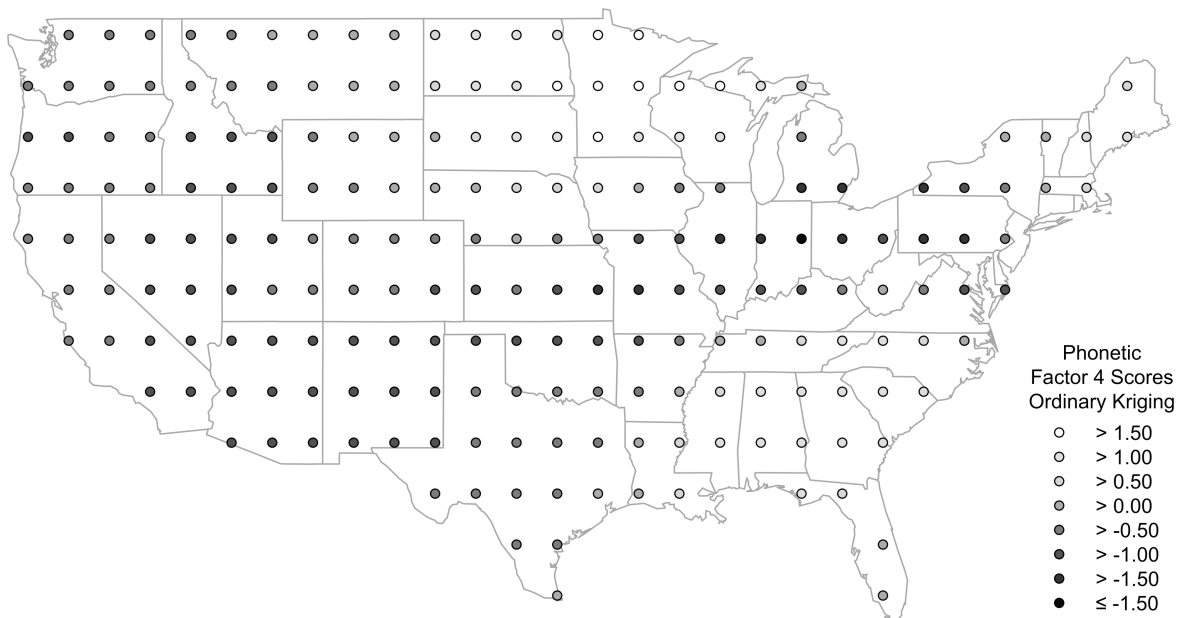 Phonetic
Factor 4 Scores
Ordinary Kriging
> 1.50
> 1.00
> 0.50
> 0.00
> -0.50
> -1.00
> -1.50
≤ -1.50